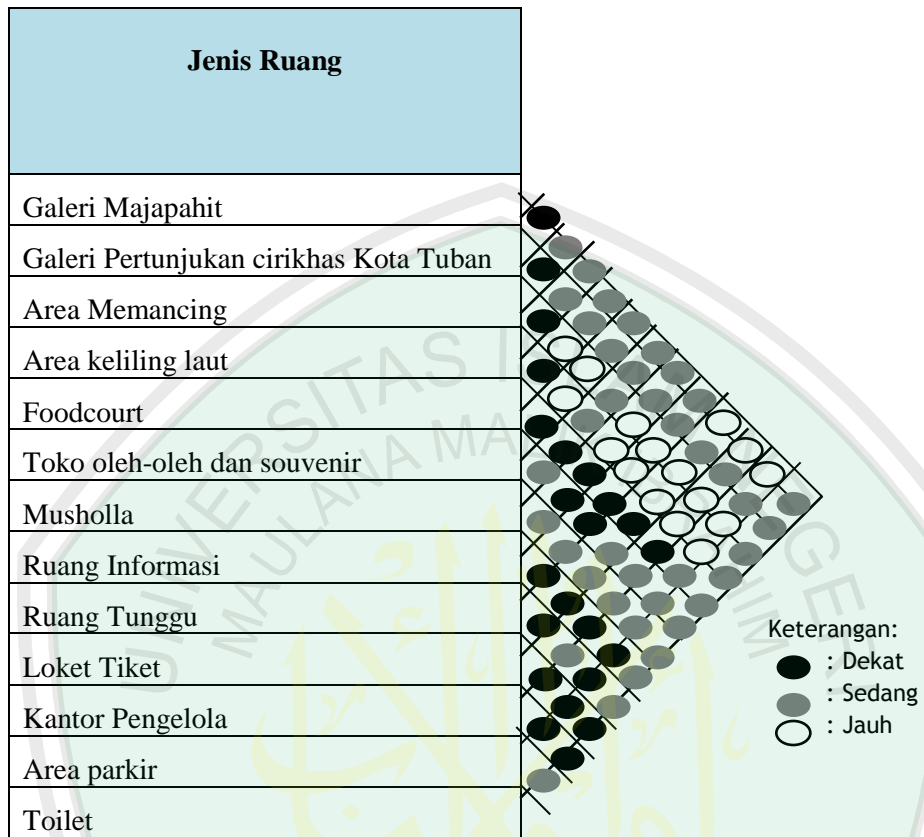 Jenis Ruang
Galeri Majapahit
Galeri Pertunjukan cirikhas Kota Tuban
Area Memancing
Area keliling laut
Foodcourt
Toko oleh-oleh dan souvenir
Musholla
Ruang Informasi
Ruang Tunggu
Loket Tiket
Kantor Pengelola
Area parkir
Toilet
Keterangan:
: Dekat
: Sedang
: Jauh